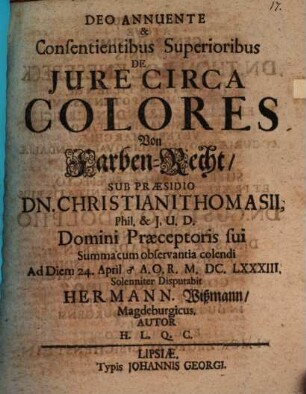 17.
DEO ANNUENTE
&
Consentientibus Superioribus
DE
JURE CIRCA
COLORES
Von
Farben-Recht/
SUB PRÆSIDIO
DN. CHRISTIANI THOMASII,
Phil. & J. U. D.
Domini Præceptoris sui
Summa cum observantia colendi
Ad Diem 24. April ♂ A. O. R. M. DC. LXXXIII.
Solenniter Disputabit
HERMANN. Witzmann/
Magdeburgicus.
AUTOR
H. L. Q. C.
LIPSIÆ,
Typis JOHANNIS GEORGI.